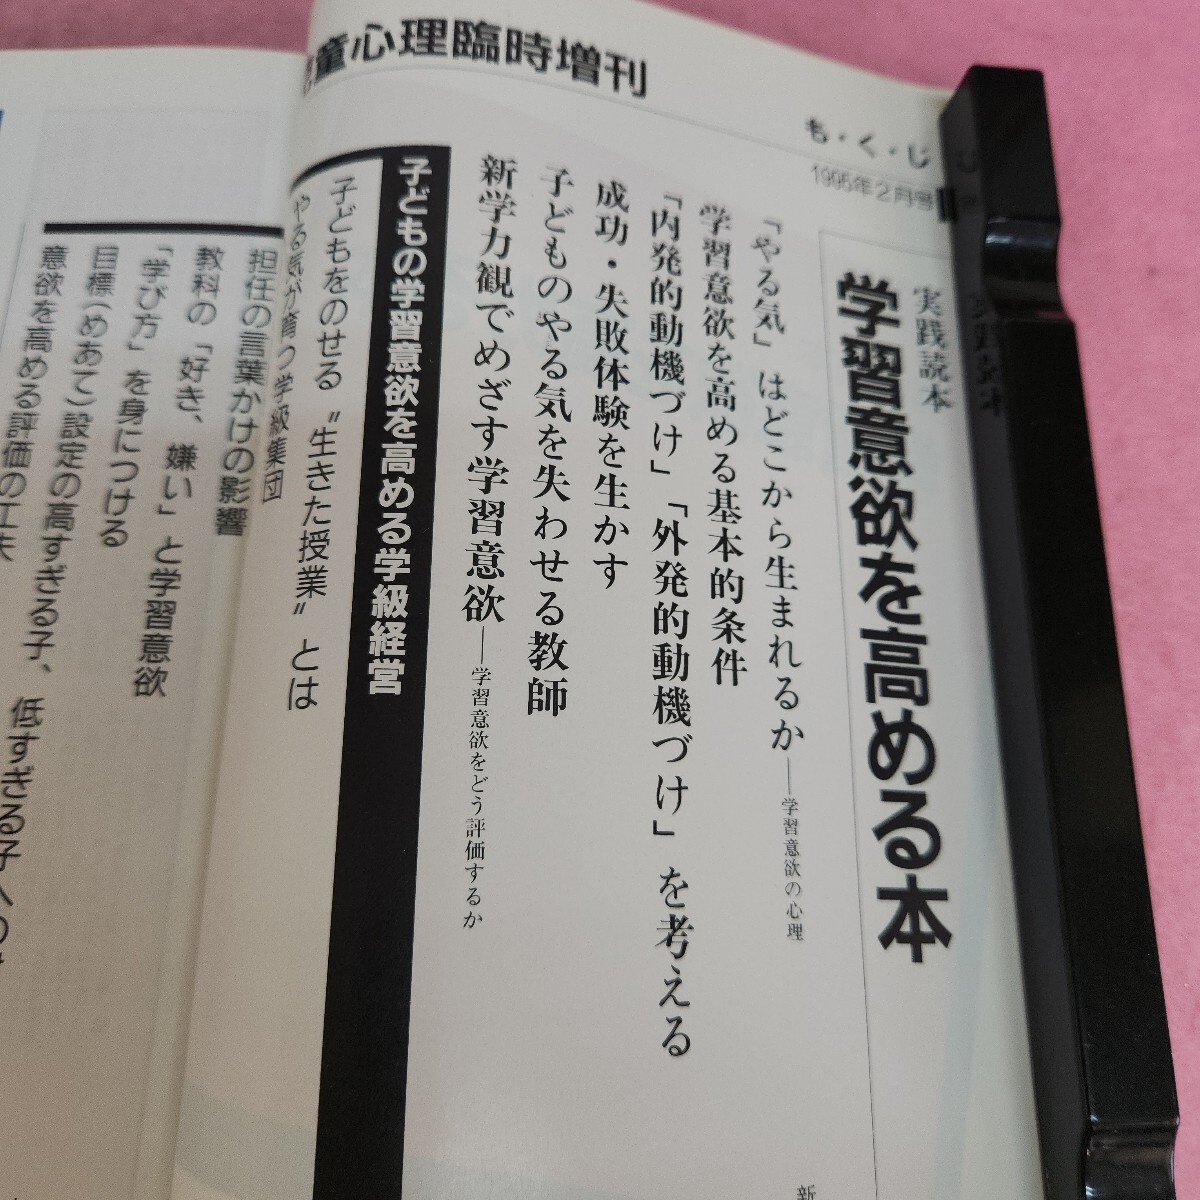 児童心理臨時増刊
も・く・じ
1995年2月号
実践読本
学習意欲を高める本
「やる気」はどこから生まれるか――学習意欲の心理
学習意欲を高める基本的条件
「内発的動機づけ」「外発的動機づけ」を考える
成功・失敗体験を生かす
子どものやる気を失わせる教師
新学力観でめざす学習意欲――学習意欲をどう評価するか
子どもの学習意欲を高める学級経営
子どもをのせる〝生きた授業〟とは
やる気が育つ学級集団
担任の言葉かけの影響
教科の「好き、嫌い」と学習意欲
「学び方」を身につける
目標(めあて)設定の高すぎる子、低すぎる子への
意欲を高める評価の工夫
新